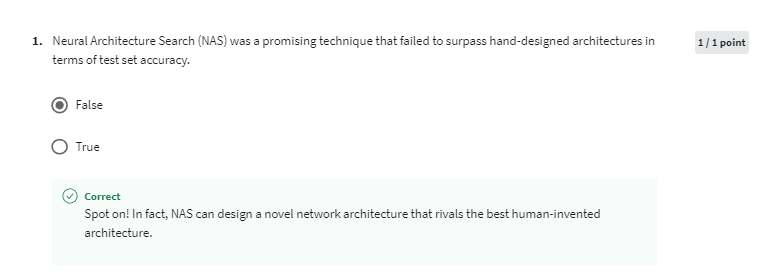 1. Neural Architecture Search (NAS) was a promising technique that failed to surpass hand-designed architectures in
1 / 1 point
terms of test set accuracy.
False
True
Correct
Spot on! In fact, NAS can design a novel network architecture that rivals the best human-invented
architecture.